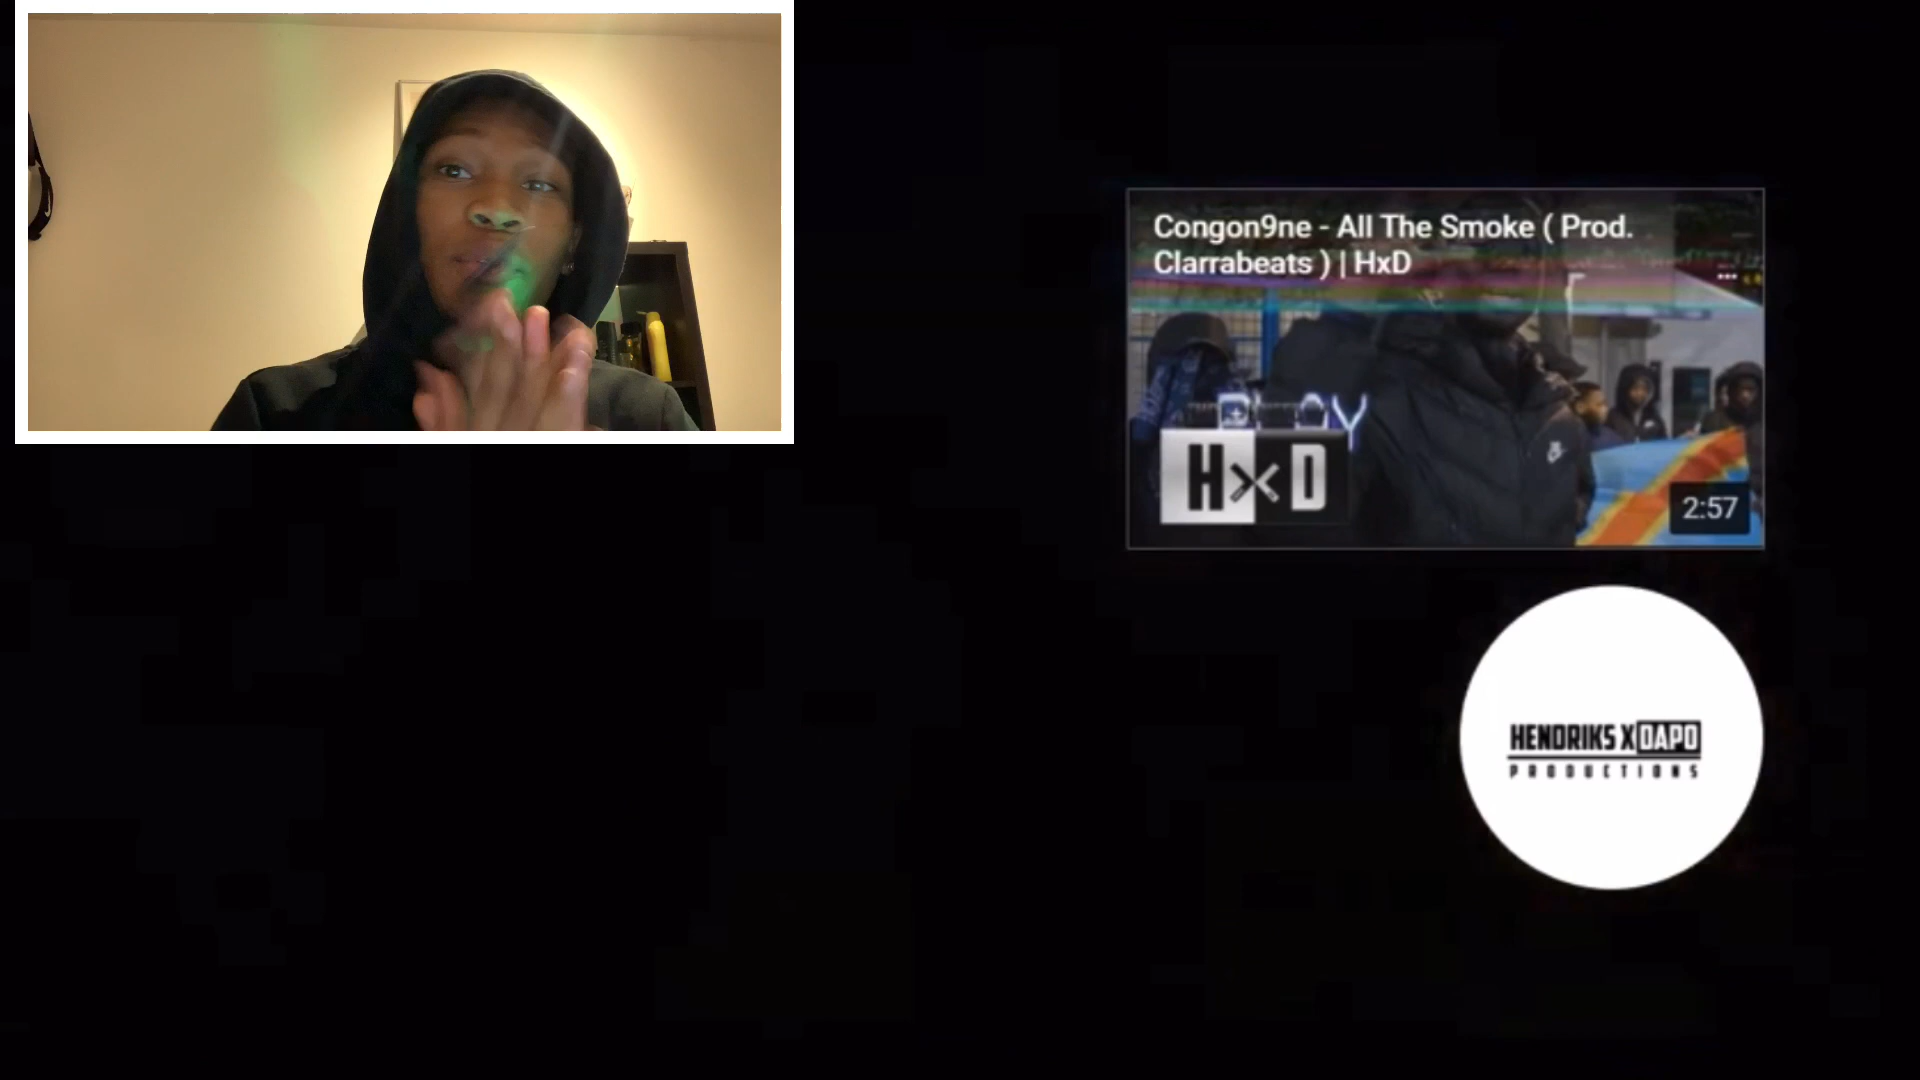 Congon9ne - All The Smoke ( Prod.
Clarrabeats ) | HxD
HxD
2:57
HENDRIKS X DAPO
PRODUCTIONS